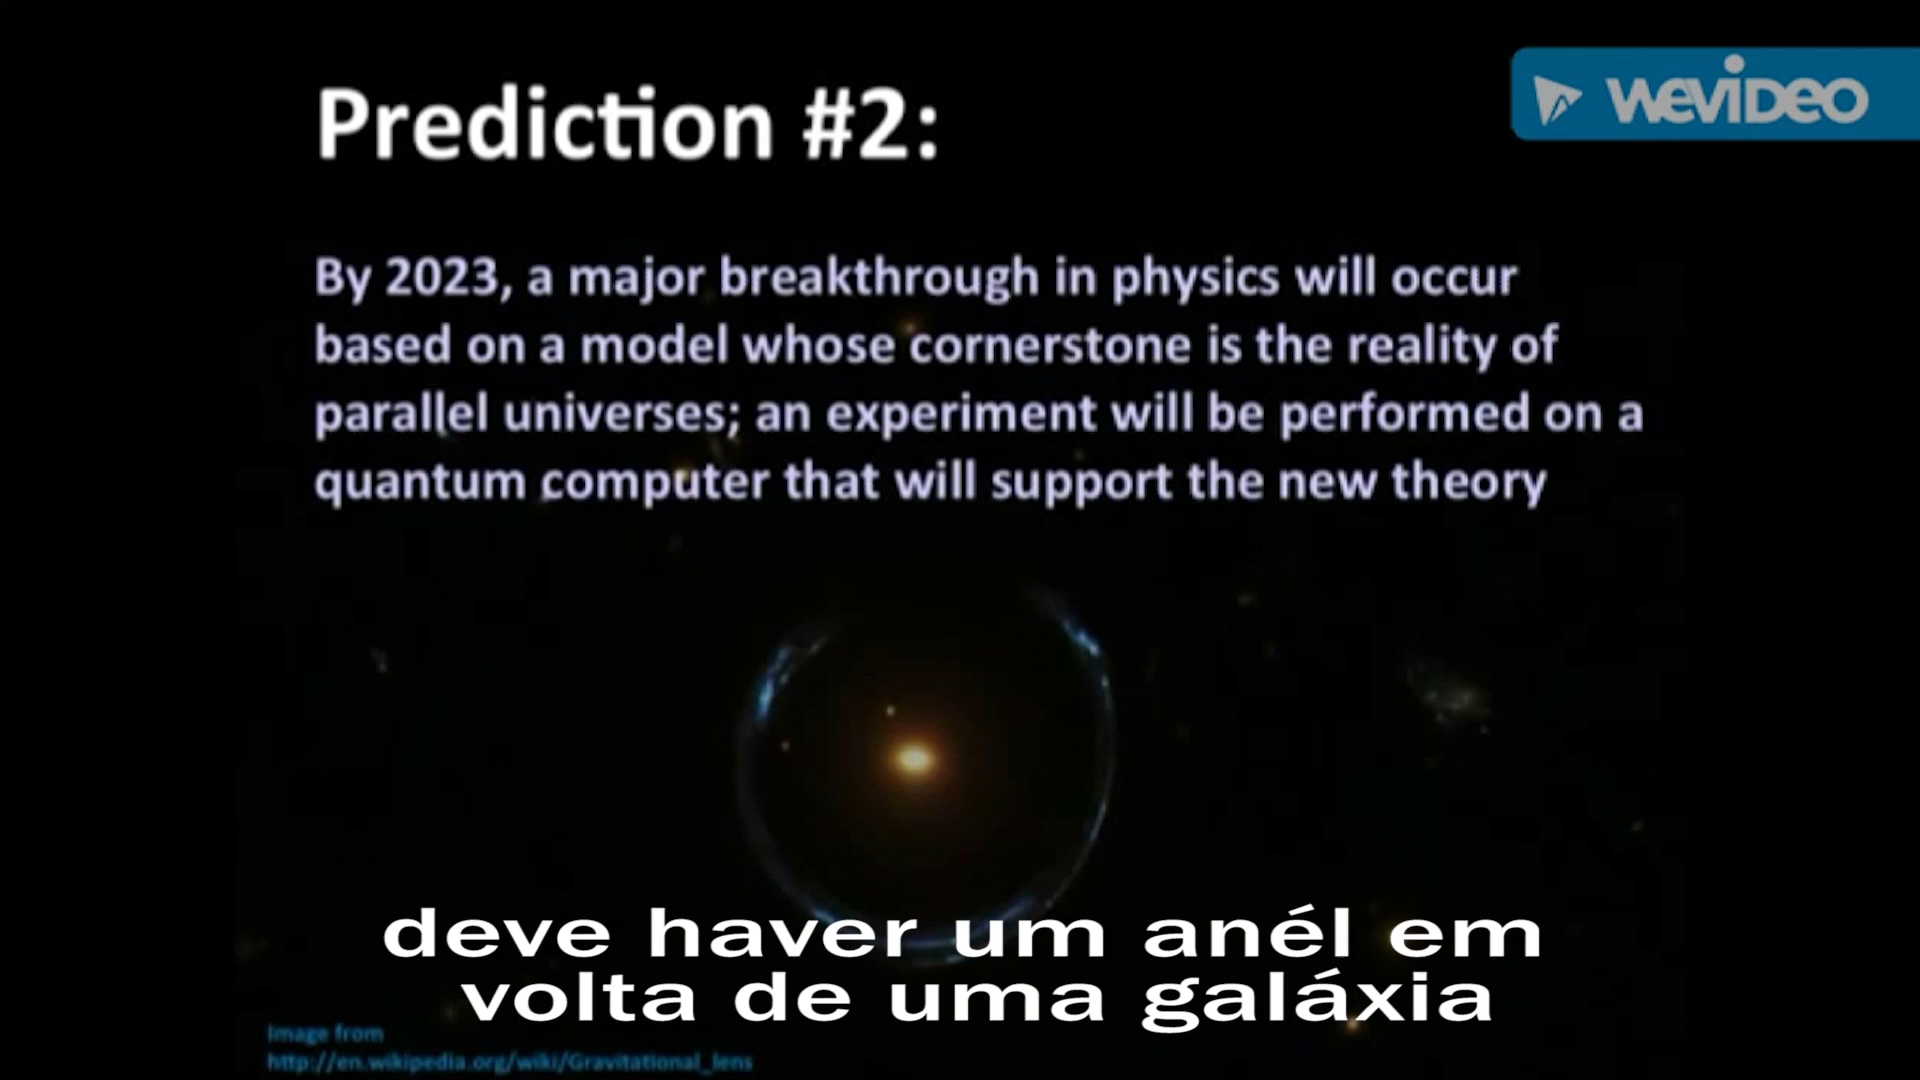 Prediction #2:
WEVIDEO
By 2023, a major breakthrough in physics will occur
based on a model whose cornerstone is the reality of
parallel universes; an experiment will be performed on a
quantum computer that will support the new theory
deve haver um anél em
volta de uma galáxia
Image from
http://en.wikipedia.org/wiki/Gravitational_lens